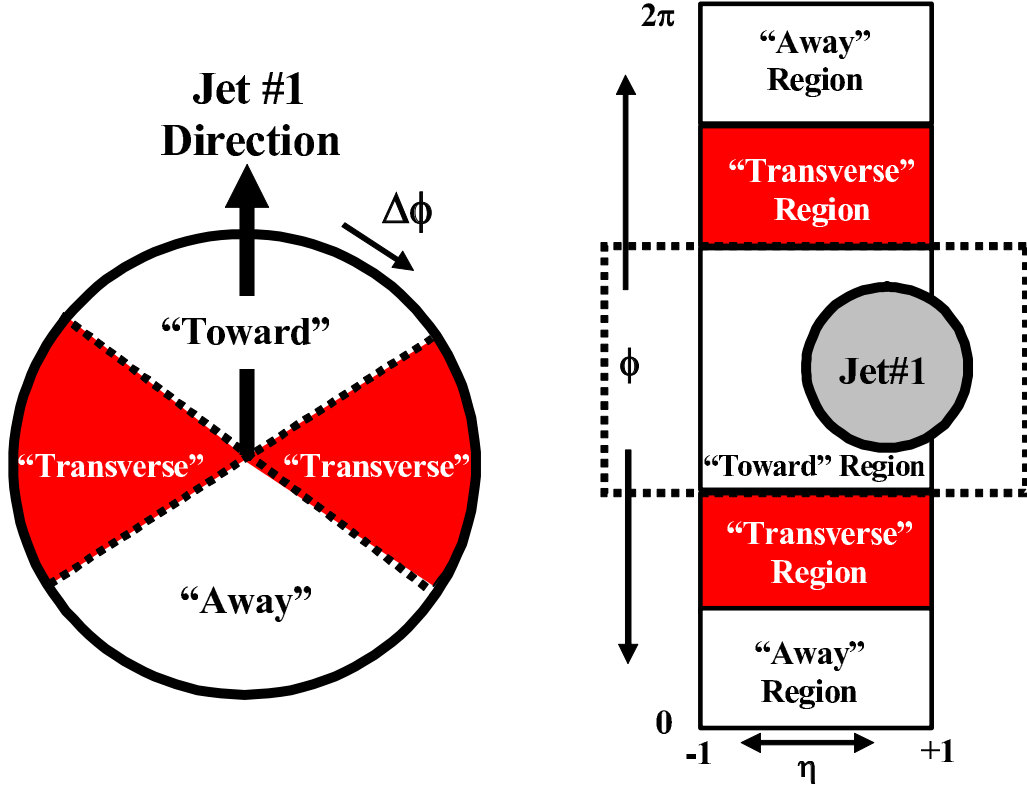 Jet #1
Direction
Δϕ
“Toward”
“Transverse”
“Transverse”
“Away”
2π
“Away”
Region
“Transverse”
Region
ϕ
Jet#1
“Toward” Region
“Transverse”
Region
“Away”
Region
0
-1
+1
η